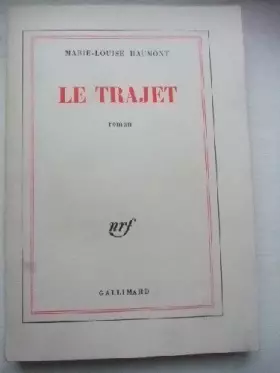 MARIE-LOUISE HAUMONT
LE TRAJET
roman
nrf
GALLIMARD